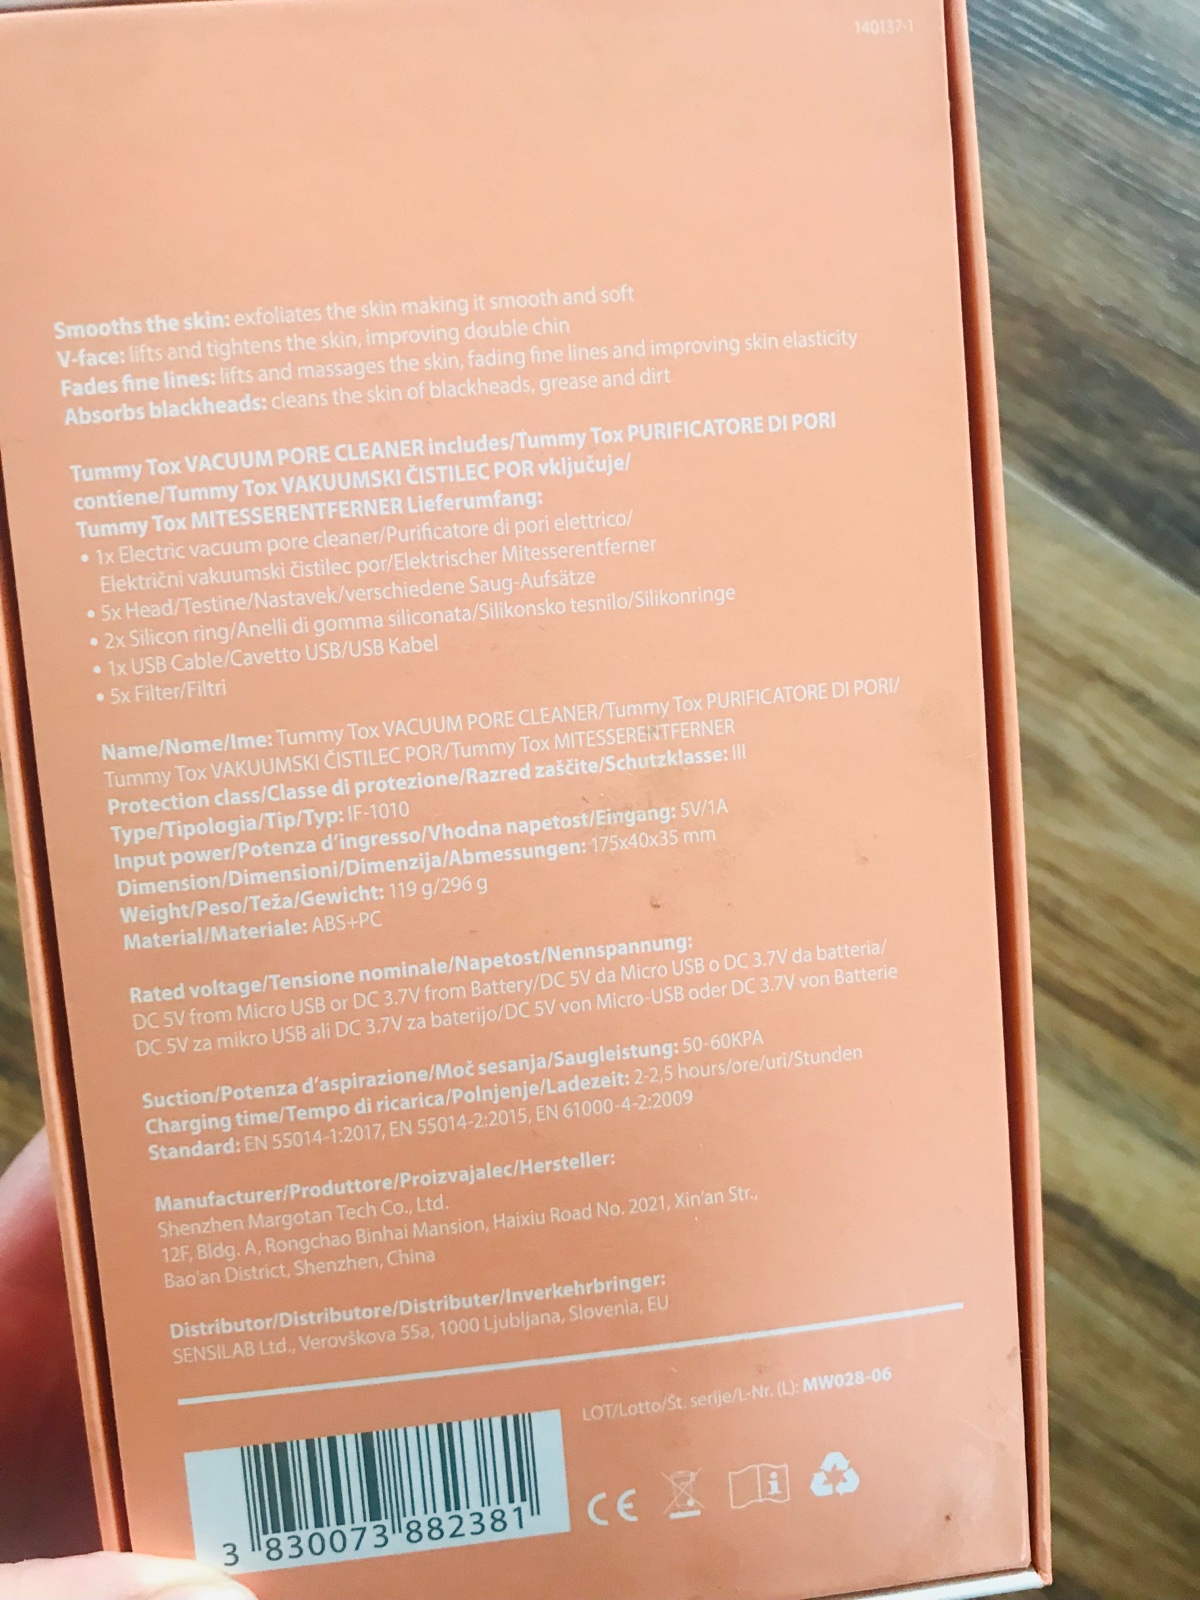 140137-1
Smooths the skin: exfoliates the skin making it smooth and soft
V-face: lifts and tightens the skin, improving double chin
Fades fine lines: lifts and massages the skin, fading fine lines and improving skin elasticity
Absorbs blackheads: cleans the skin of blackheads, grease and dirt
Tummy Tox VACUUM PORE CLEANER includes/Tummy Tox PURIFICATORE DI PORI
contiene/Tummy Tox VAKUUMSKI ČISTILEC POR vključuje/
Tummy Tox MITESSERENTFERNER Lieferumfang:
• 1x Electric vacuum pore cleaner/Purificatore di pori elettrico/
Električni vakuumski čistilec por/Elektrischer Mitesserentferner
• 5x Head/Testine/Nastavek/verschiedene Saug-Aufsätze
• 2x Silicon ring/Anelli di gomma siliconata/Silikonsko tesnilo/Silikonringe
• 1x USB Cable/Cavetto USB/USB Kabel
• 5x Filter/Filtri
Name/Nome/Ime: Tummy Tox VACUUM PORE CLEANER/Tummy Tox PURIFICATORE DI PORI/
Tummy Tox VAKUUMSKI ČISTILEC POR/Tummy Tox MITESSERENTFERNER
Protection class/Classe di protezione/Razred zaščite/Schutzklasse: III
Type/Tipologia/Tip/Typ: IF-1010
Input power/Potenza d'ingresso/Vhodna napetost/Eingang: 5V/1A
Dimension/Dimensioni/Dimenzija/Abmessungen: 175x40x35 mm
Weight/Peso/Teža/Gewicht: 119 g/296 g
Material/Materiale: ABS+PC
Rated voltage/Tensione nominale/Napetost/Nennspannung:
DC 5V from Micro USB or DC 3.7V from Battery/DC 5V da Micro USB o DC 3.7V da batteria/
DC 5V za mikro USB ali DC 3.7V za baterijo/DC 5V von Micro-USB oder DC 3.7V von Batterie
Suction/Potenza d'aspirazione/Moč sesanja/Saugleistung: 50-60KPA
Charging time/Tempo di ricarica/Polnjenje/Ladezeit: 2-2,5 hours/ore/uri/Stunden
Standard: EN 55014-1:2017, EN 55014-2:2015, EN 61000-4-2:2009
Manufacturer/Produttore/Proizvajalec/Hersteller:
Shenzhen Margotan Tech Co., Ltd.
12F, Bldg. A, Rongchao Binhai Mansion, Haixiu Road No. 2021, Xin'an Str.,
Bao'an District, Shenzhen, China
Distributor/Distributore/Distributer/Inverkehrbringer:
SENSILAB Ltd., Verovškova 55a, 1000 Ljubljana, Slovenia, EU
LOT/Lotto/Št. serije/L-Nr. (L): MW028-06
3 830073 882381
CE